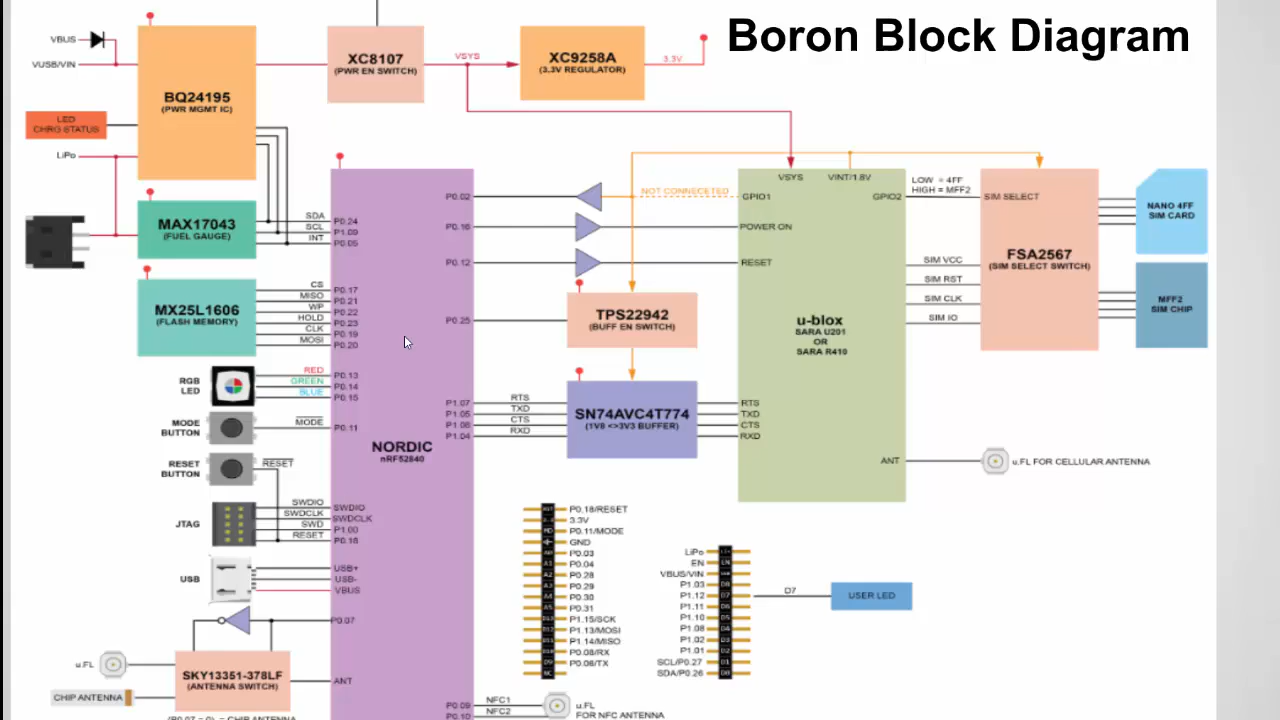 Boron Block Diagram
VBUS
VUSB/VIN
BQ24195
(PWR MGMT IC)
LED
CHRG STATUS
LiPo
XC8107
(PWR EN SWITCH)
VSYS
XC9258A
(3.3V REGULATOR)
3.3V
MAX17043
(FUEL GAUGE)
SDA
SCL
INT
P0.24
P1.09
P0.05
MX25L1606
(FLASH MEMORY)
CS
MISO
WP
HOLD
CLK
MOSI
P0.17
P0.21
P0.22
P0.23
P0.19
P0.20
RGB
LED
RED
GREEN
BLUE
P0.13
P0.14
P0.15
MODE
BUTTON
MODE
P0.11
RESET
BUTTON
RESET
JTAG
SWDIO
SWDCLK
SWD
RESET
SWDIO
SWDCLK
P1.00
P0.18
USB
USB+
USB-
VBUS
P0.07
u.FL
CHIP ANTENNA
SKY13351-378LF
(ANTENNA SWITCH)
ANT
(P0.07 = 0) = CHIP ANTENNA
NORDIC
nRF52840
P0.02
P0.16
P0.12
P0.25
P1.07
P1.05
P1.06
P1.04
RTS
TXD
CTS
RXD
NOT CONNECETED
TPS22942
(BUFF EN SWITCH)
SN74AVC4T774
(1V8 <>3V3 BUFFER)
VSYS
VINT/1.8V
GPIO1
GPIO2
POWER ON
RESET
u-blox
SARA U201
OR
SARA R410
RTS
TXD
CTS
RXD
ANT
LOW = 4FF
HIGH = MFF2
SIM SELECT
SIM VCC
SIM RST
SIM CLK
SIM IO
FSA2567
(SIM SELECT SWITCH)
NANO 4FF
SIM CARD
MFF2
SIM CHIP
u.FL FOR CELLULAR ANTENNA
P0.18/RESET
3.3V
P0.11/MODE
GND
P0.03
P0.04
P0.28
P0.29
P0.30
P0.31
P1.15/SCK
P1.13/MOSI
P1.14/MISO
P0.08/RX
P0.06/TX
LiPo
EN
VBUS/VIN
P1.03
P1.12
P1.11
P1.10
P1.08
P1.02
P1.01
SCL/P0.27
SDA/P0.26
D7
USER LED
P0.09
P0.10
NFC1
NFC2
u.FL
FOR NFC ANTENNA